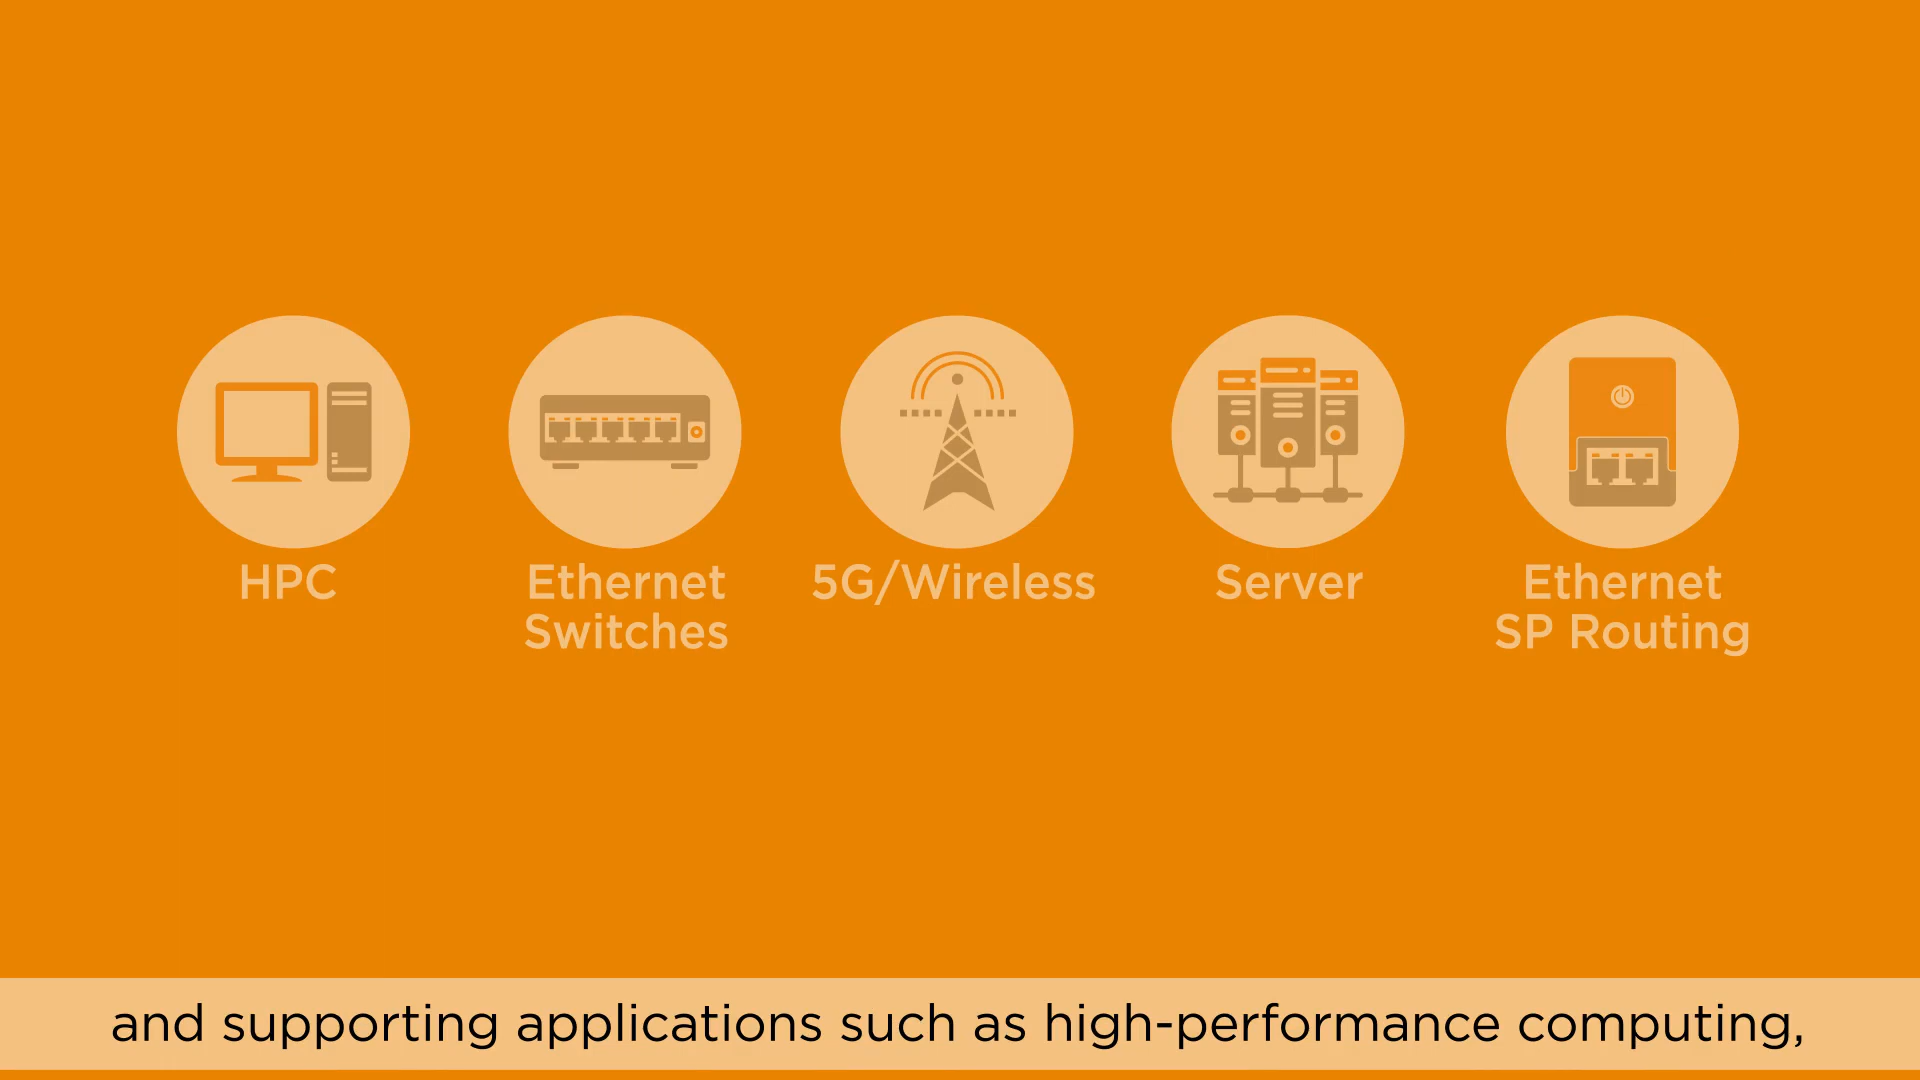 HPC
Ethernet
Switches
5G/Wireless
Server
Ethernet
SP Routing
and supporting applications such as high-performance computing,